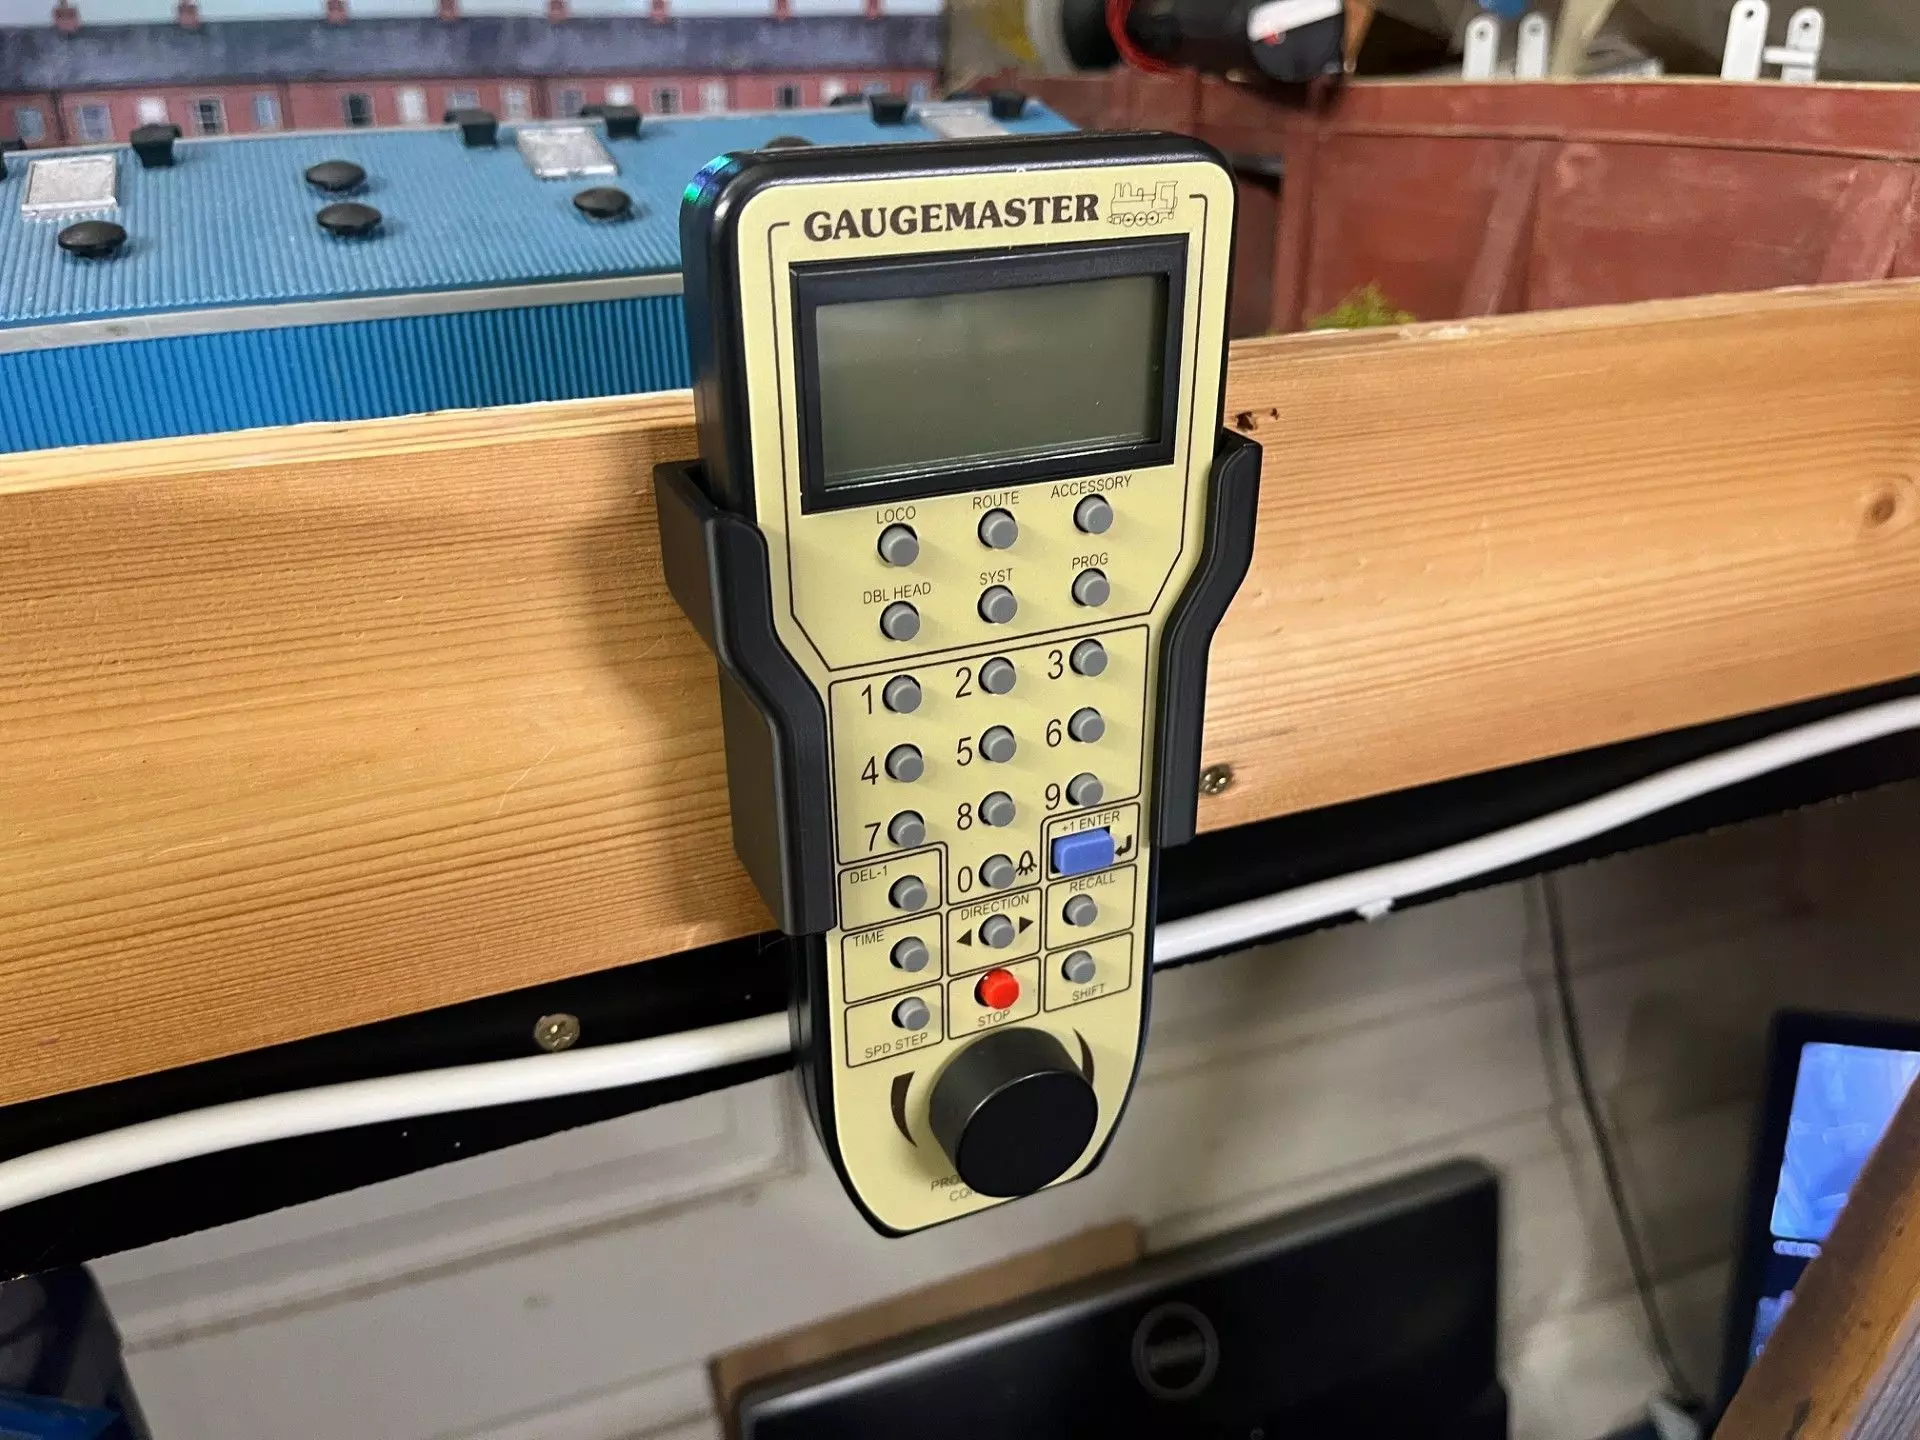 GAUGEMASTER
LOCO ROUTE ACCESSORY
DBL HEAD SYST PROG
1 2 3
4 5 6
7 8 9
+1 ENTER
DEL-1 0
RECALL
DIRECTION
TIME
SHIFT
STOP
SPD STEP